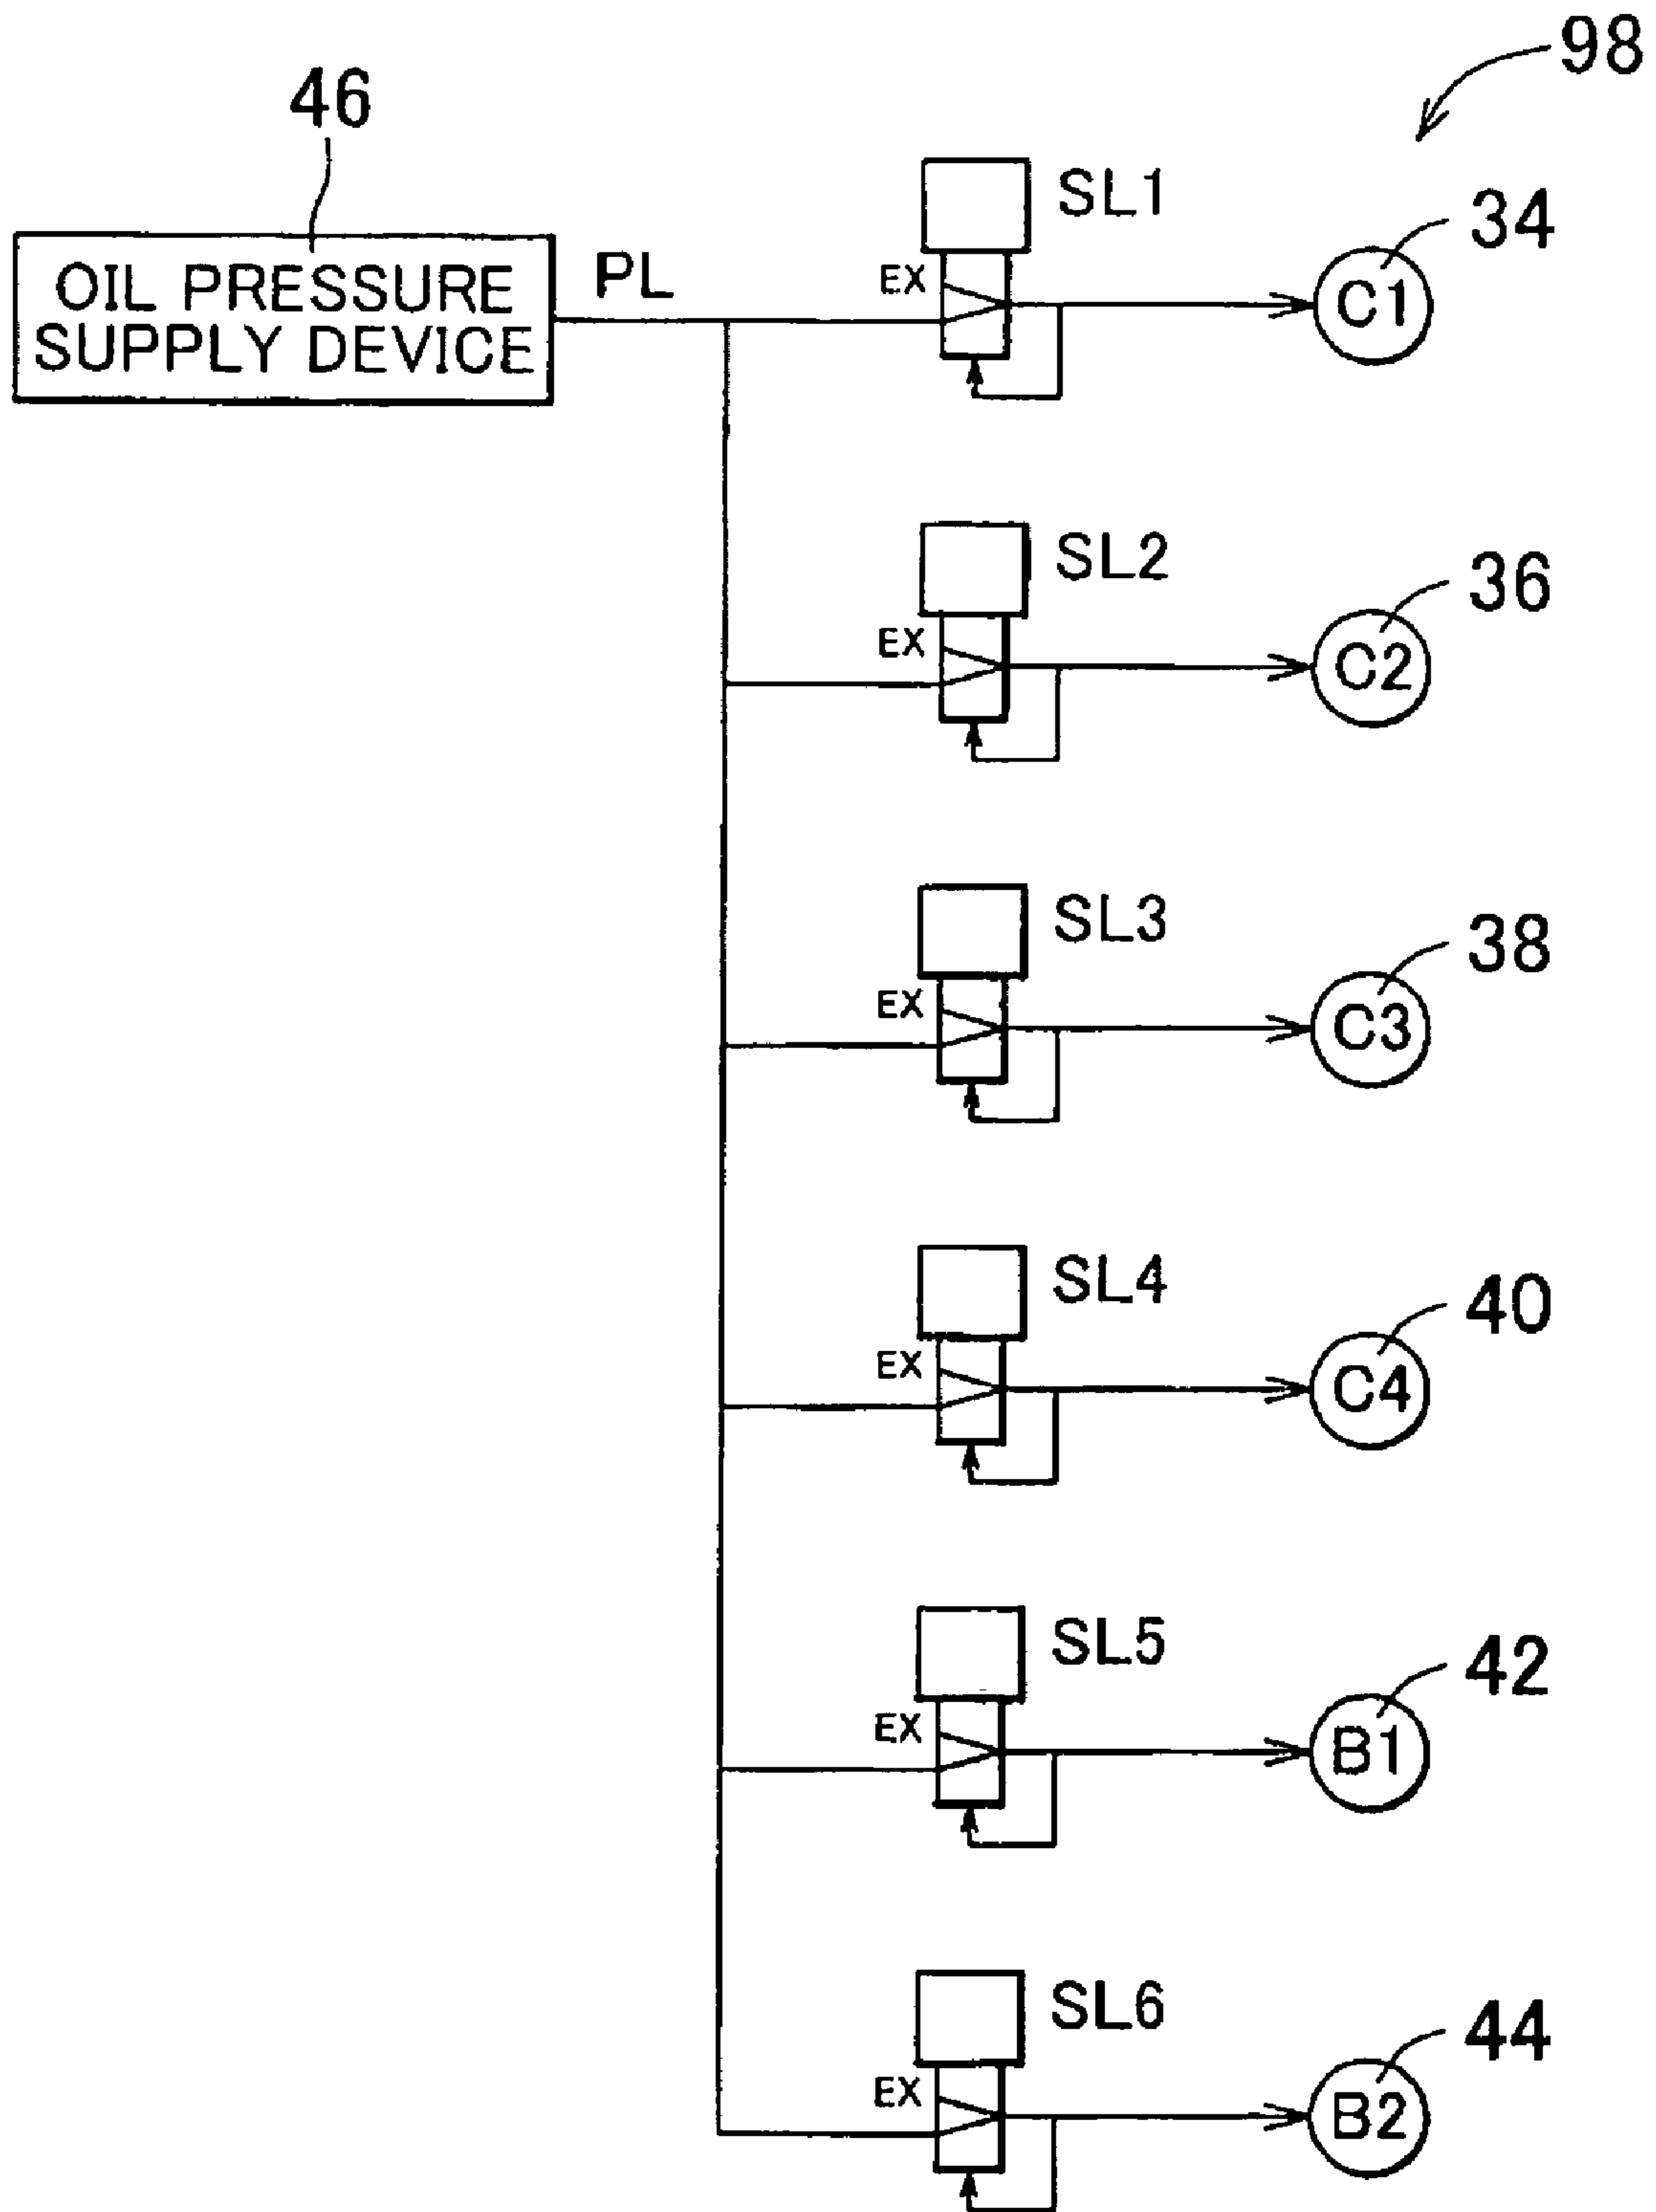 98
46
SL1
34
OIL PRESSURE
SUPPLY DEVICE
PL
EX
C1
SL2
36
EX
C2
SL3
38
EX
C3
SL4
40
EX
C4
SL5
42
EX
B1
SL6
44
EX
B2